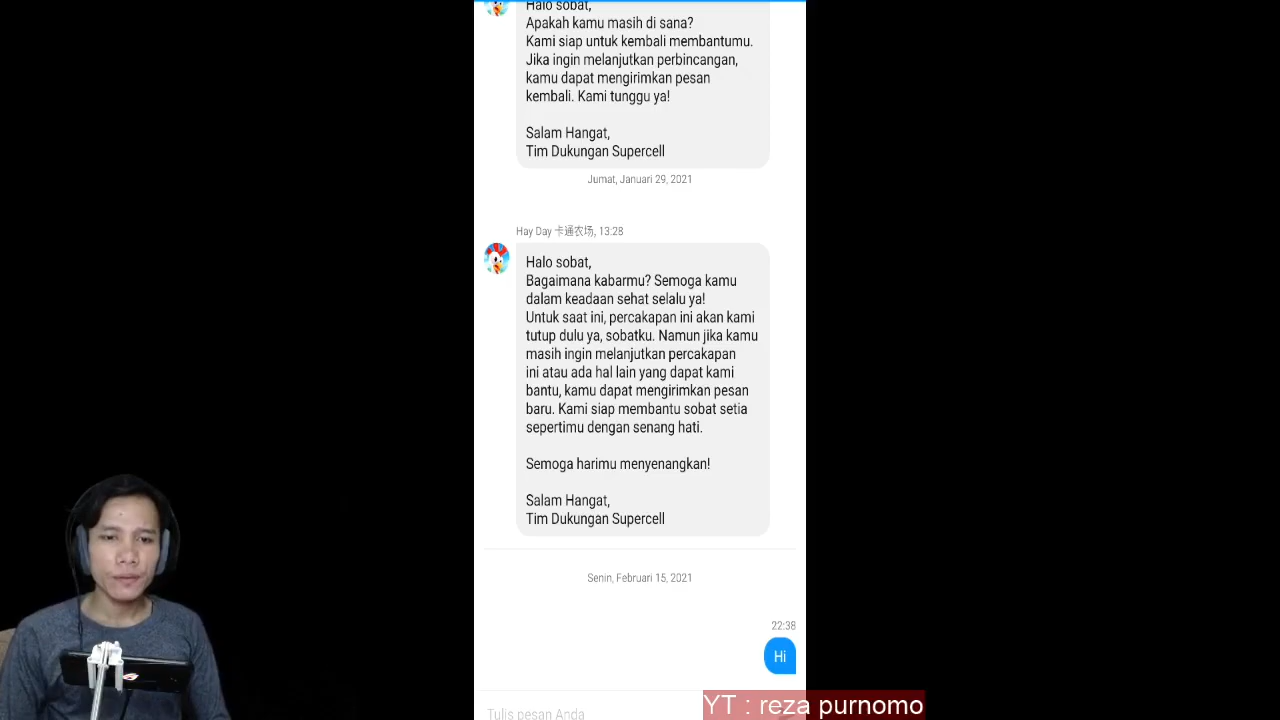 Halo sobat,
Apakah kamu masih di sana?
Kami siap untuk kembali membantumu.
Jika ingin melanjutkan perbincangan,
kamu dapat mengirimkan pesan
kembali. Kami tunggu ya!
Salam Hangat,
Tim Dukungan Supercell
Jumat, Januari 29, 2021
Hay Day 卡通农场, 13:28
Halo sobat,
Bagaimana kabarmu? Semoga kamu
dalam keadaan sehat selalu ya!
Untuk saat ini, percakapan ini akan kami
tutup dulu ya, sobatku. Namun jika kamu
masih ingin melanjutkan percakapan
ini atau ada hal lain yang dapat kami
bantu, kamu dapat mengirimkan pesan
baru. Kami siap membantu sobat setia
sepertimu dengan senang hati.
Semoga harimu menyenangkan!
Salam Hangat,
Tim Dukungan Supercell
Senin, Februari 15, 2021
22:38
Hi
Tulis pesan Anda
YT : reza purnomo